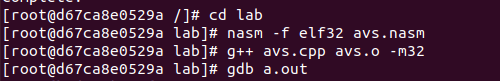 [root@d67ca8e0529a /]# cd lab
[root@d67ca8e0529a lab]# nasm -f elf32 avs.nasm
[root@d67ca8e0529a lab]# g++ avs.cpp avs.o -m32
[root@d67ca8e0529a lab]# gdb a.out